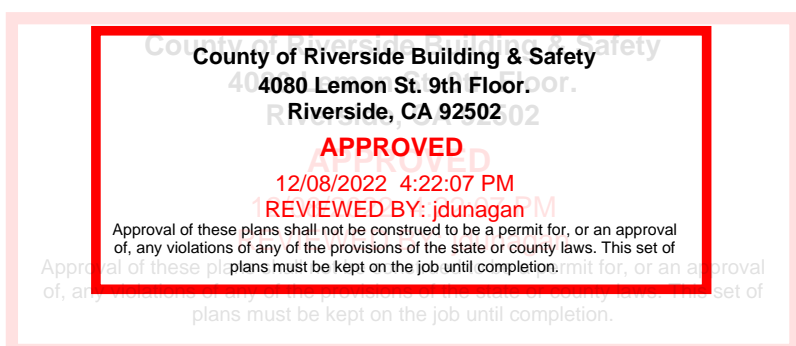 County of Riverside Building & Safety
4080 Lemon St. 9th Floor.
Riverside, CA 92502
APPROVED
12/08/2022  4:22:07 PM
REVIEWED BY: jdunagan
Approval of these plans shall not be construed to be a permit for, or an approval
of, any violations of any of the provisions of the state or county laws. This set of
plans must be kept on the job until completion.